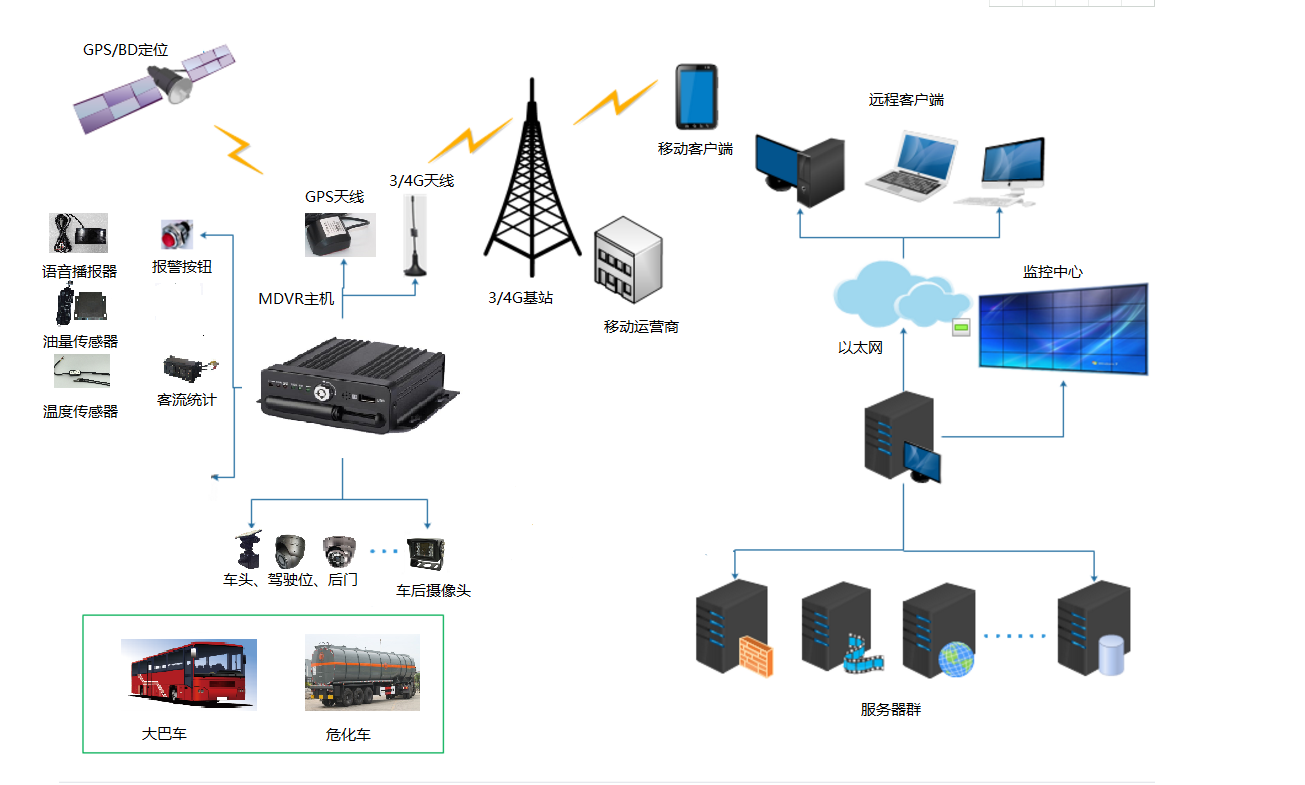 GPS/BD定位
远程客户端
移动客户端
3/4G天线
GPS天线
报警按钮
语音播报器
监控中心
MDVR主机
3/4G基站
移动运营商
油量传感器
以太网
客流统计
温度传感器
车头、驾驶位、后门
车后摄像头
服务器群
大巴车
危化车